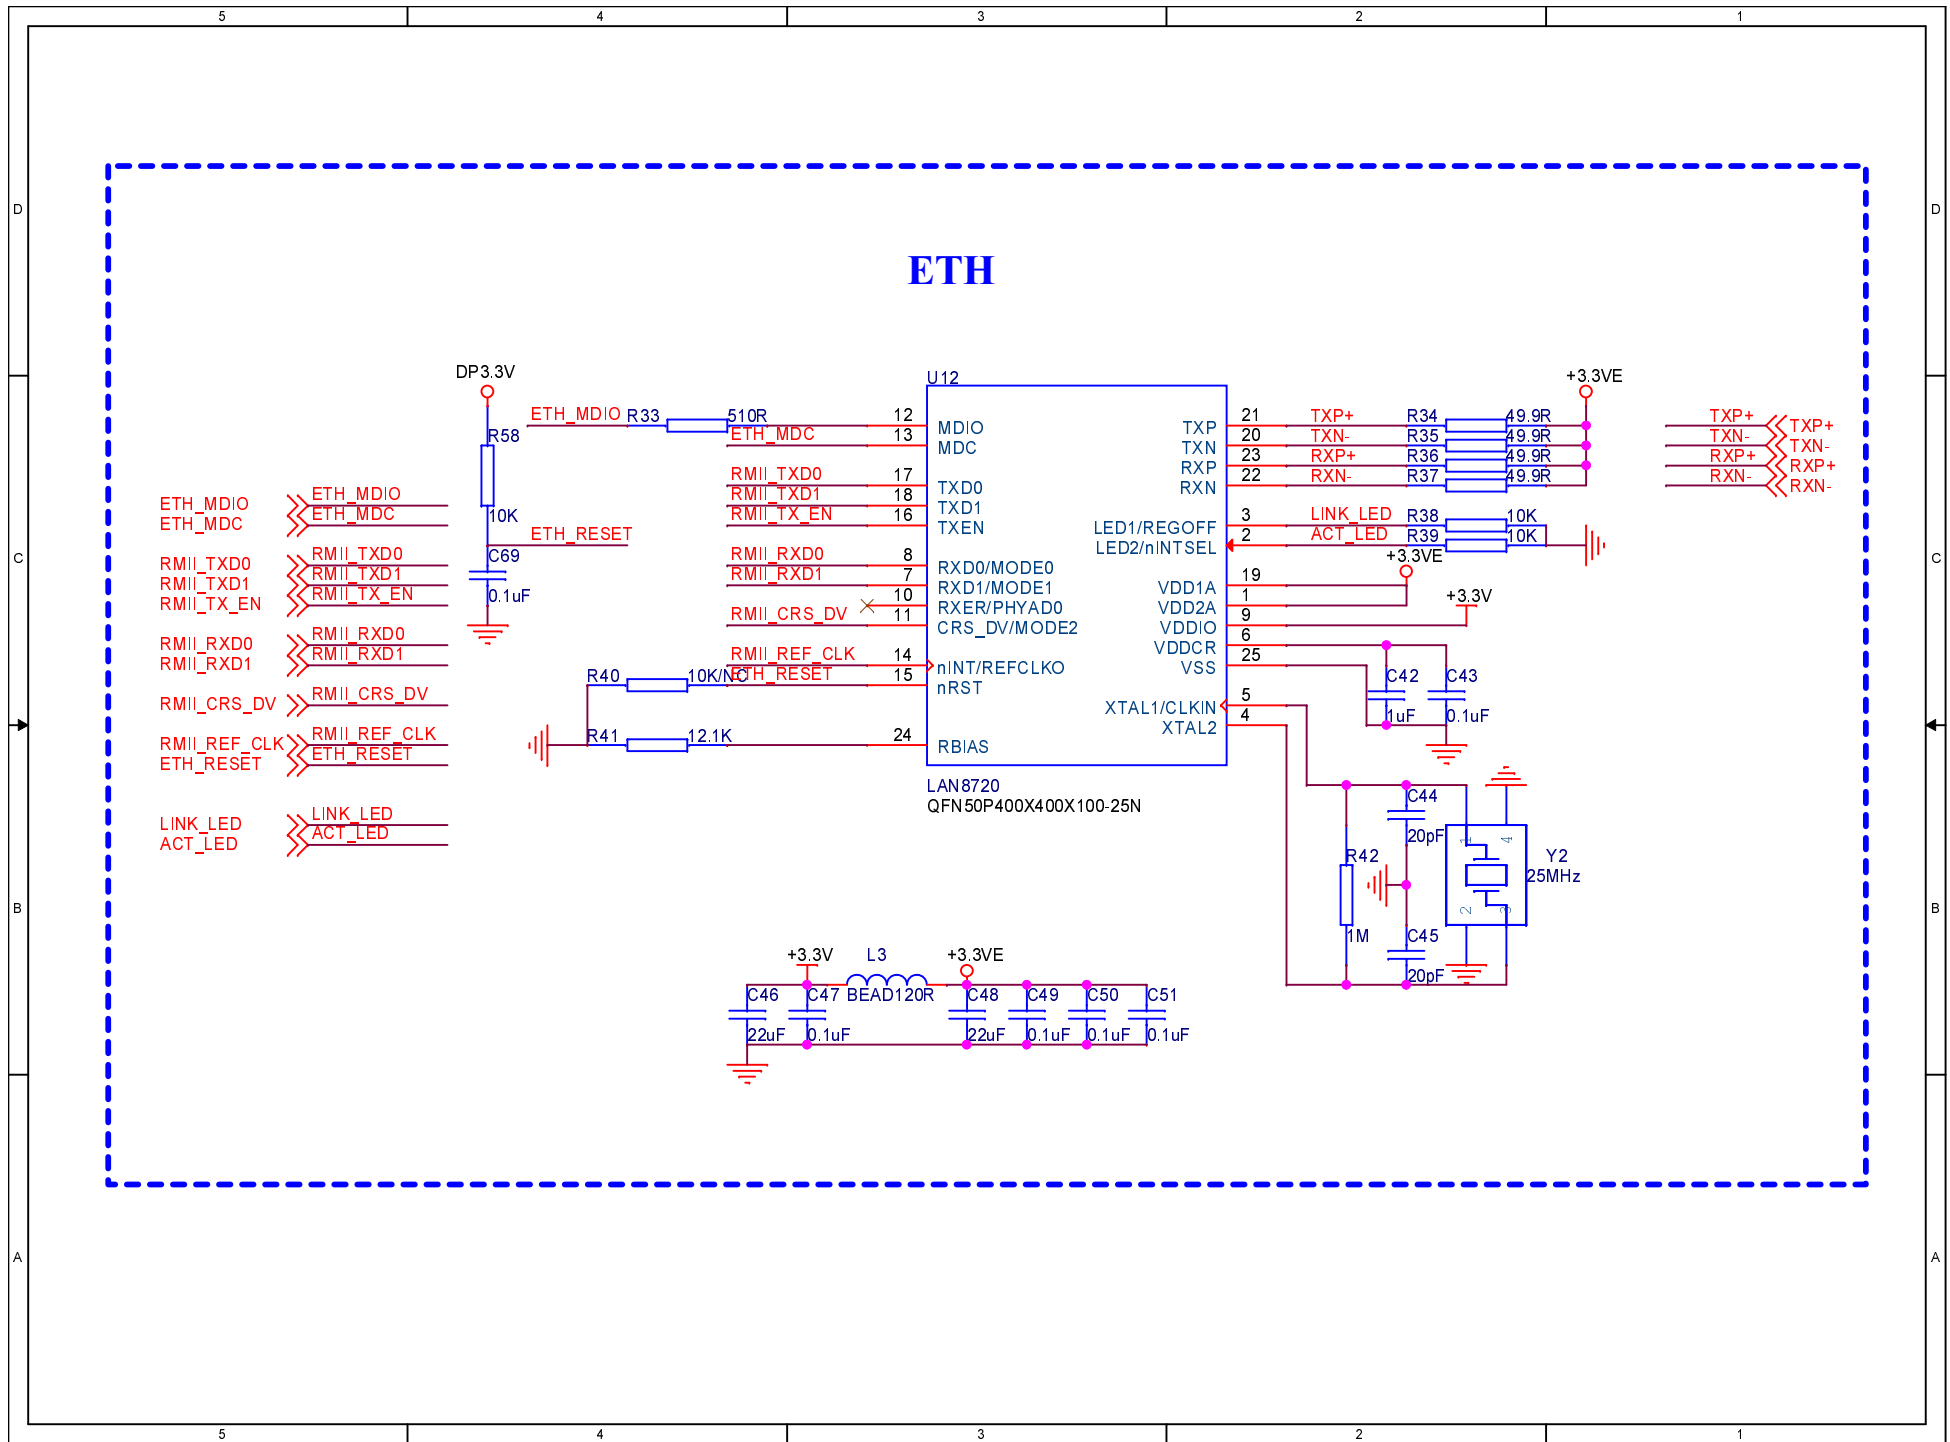 5 4 3 2 1
D D
ETH
DP3.3V
R58
10K
ETH_RESET
C69
0.1uF
ETH_MDIO ETH_MDIO
ETH_MDC ETH_MDC
RMII_TXD0 RMII_TXD0
RMII_TXD1 RMII_TXD1
RMII_TX_EN RMII_TX_EN
RMII_RXD0 RMII_RXD0
RMII_RXD1 RMII_RXD1
RMII_CRS_DV RMII_CRS_DV
RMII_REF_CLK RMII_REF_CLK
ETH_RESET ETH_RESET
LINK_LED LINK_LED
ACT_LED ACT_LED
U12
ETH_MDIO R33 510R 12 MDIO
ETH_MDC 13 MDC
RMII_TXD0 17 TXD0
RMII_TXD1 18 TXD1
RMII_TX_EN 16 TXEN
RMII_RXD0 8 RXD0/MODE0
RMII_RXD1 7 RXD1/MODE1
10 RXER/PHYAD0
RMII_CRS_DV 11 CRS_DV/MODE2
RMII_REF_CLK 14 nINT/REFCLKO
R40 10K/NC ETH_RESET 15 nRST
R41 12.1K 24 RBIAS
LAN8720
QFN50P400X400X100-25N
+3.3VE
TXP 21 TXP+ R34 49.9R
TXN 20 TXN- R35 49.9R
RXP 23 RXP+ R36 49.9R
RXN 22 RXN- R37 49.9R
LED1/REGOFF 3 LINK_LED R38 10K
LED2/nINTSEL 2 ACT_LED R39 10K
+3.3VE
VDD1A 19
VDD2A 1
+3.3V
VDDIO 9
VDDCR 6
VSS 25
C42 C43
1uF 0.1uF
XTAL1/CLKIN 5
XTAL2 4
TXP+ TXP+
TXN- TXN-
RXP+ RXP+
RXN- RXN-
C44
20pF
R42
1M
C45
20pF
1 4
2 3
Y2
25MHz
+3.3V L3 +3.3VE
C46 C47 BEAD120R C48 C49 C50 C51
22uF 0.1uF 22uF 0.1uF 0.1uF 0.1uF
C C
B B
A A
5 4 3 2 1